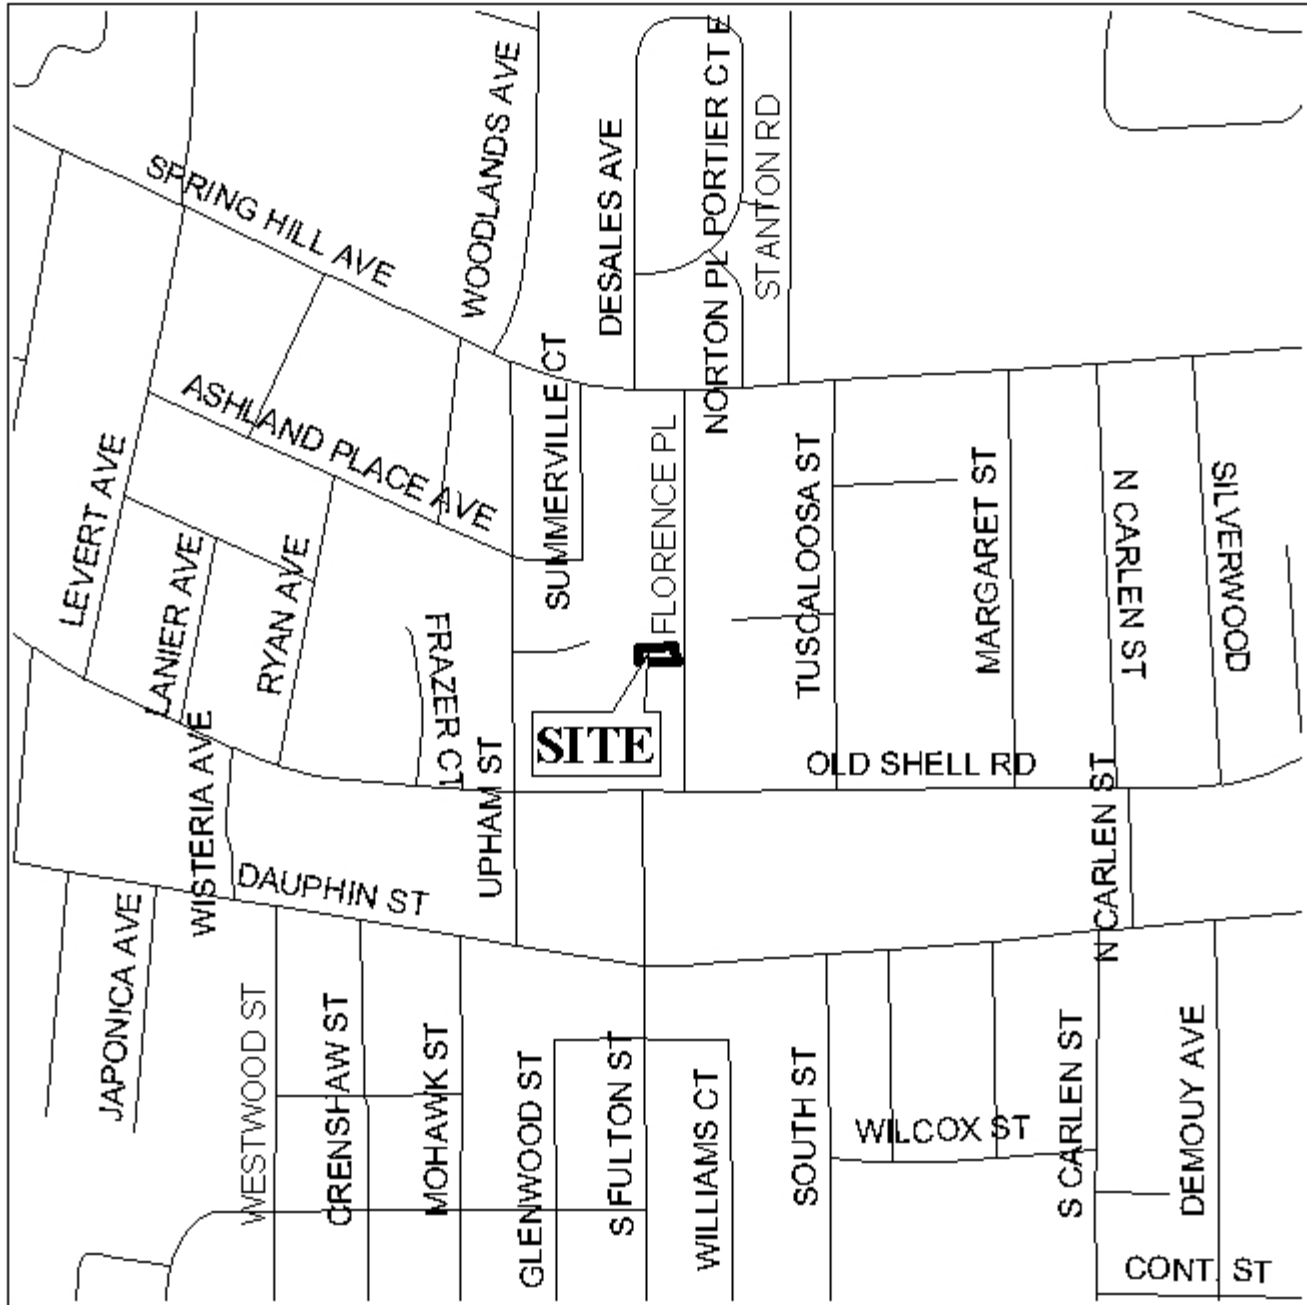 WOODLANDS AVE
DESALES AVE
NORTON PL PORTIER CT E
STANTON RD
SPRING HILL AVE
ASHLAND PLACE AVE
SUMMERVILLE CT
FLORENCE PL
LEVERT AVE
LANIER AVE
RYAN AVE
FRAZER CT
TUSCALOOSA ST
MARGARET ST
N CARLEN ST
SILVERWOOD
SITE
OLD SHELL RD
WISTERIA AVE
UPHAM ST
N CARLEN ST
DAUPHIN ST
JAPONICA AVE
WESTWOOD ST
CRENSHAW ST
MOHAWK ST
GLENWOOD ST
S FULTON ST
WILLIAMS CT
SOUTH ST
WILCOX ST
S CARLEN ST
DEMOUY AVE
CONT. ST